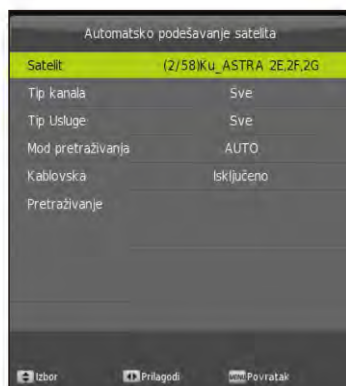 Automatsko podešavanje satelita
Satelit (2/58)Ku_ASTRA 2E,2F,2G
Tip kanala Sve
Tip Usluge Sve
Mod pretraživanja AUTO
Kablovska Isključeno
Pretraživanje
Izbor Prilagodi MENU Povratak